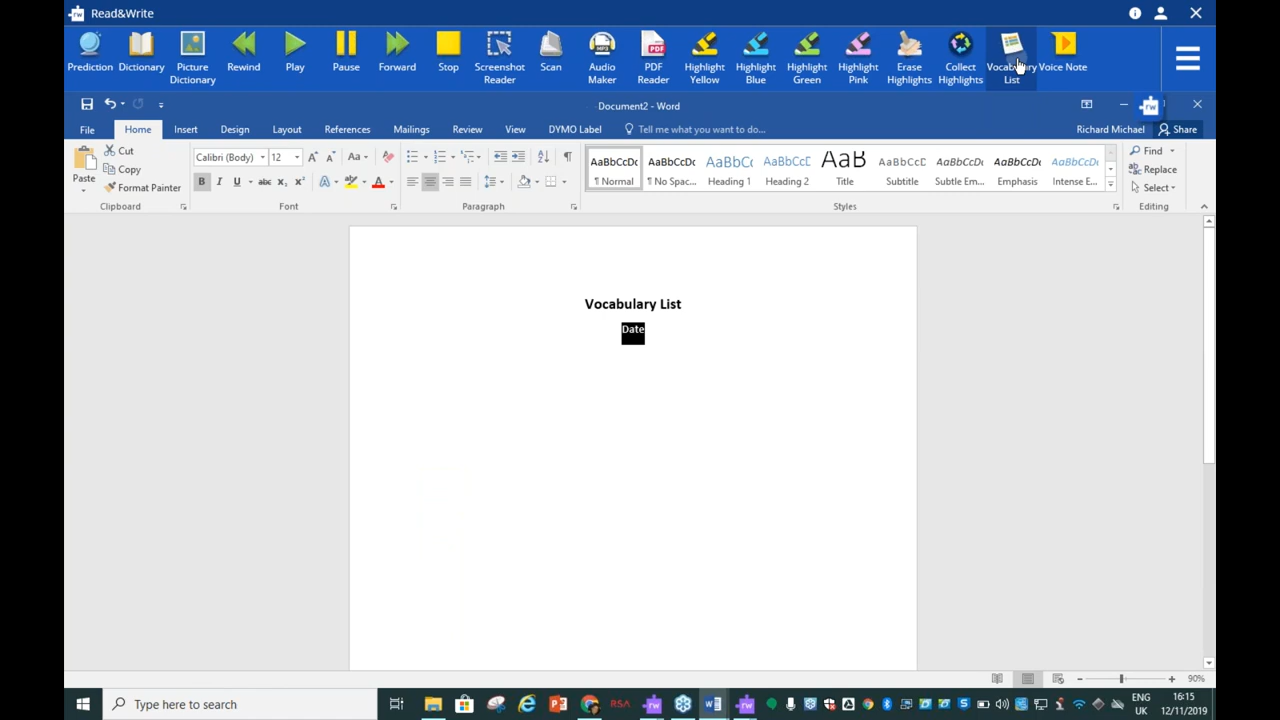 Read&Write
Prediction Dictionary Picture Dictionary Rewind Play Pause Forward Stop Screenshot Reader Scan Audio Maker PDF Reader Highlight Yellow Highlight Blue Highlight Green Highlight Pink Erase Highlights Collect Highlights Vocabulary List Voice Note
Document2 - Word
File Home Insert Design Layout References Mailings Review View DYMO Label Tell me what you want to do... Richard Michael Share
Paste Cut Copy Format Painter
Calibri (Body) 12
AaBbCcDc AaBbCcDc AaBbCc AaBbCcD AaB AaBbCcD AaBbCcDc AaBbCcDc AaBbCcDc
¶ Normal ¶ No Spac... Heading 1 Heading 2 Title Subtitle Subtle Em... Emphasis Intense E...
Find
Replace
Select
Clipboard Font Paragraph Styles Editing
Vocabulary List
Date
90%
Type here to search
RSA
ENG
UK
16:15
12/11/2019